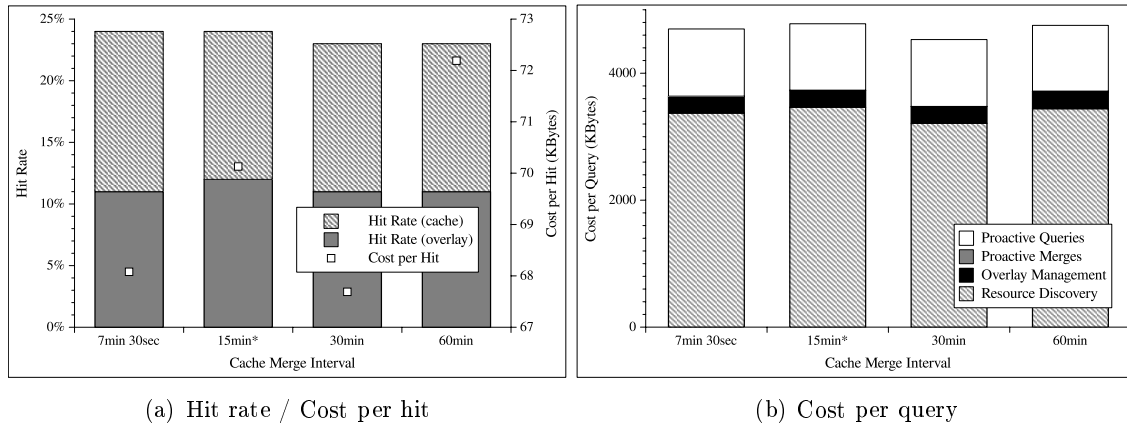 25%
20%
15%
10%
5%
0%
Hit Rate
73
72
71
70
69
68
67
Cost per Hit (KBytes)
Hit Rate (cache)
Hit Rate (overlay)
Cost per Hit
7min 30sec
15min*
30min
60min
Cache Merge Interval
(a) Hit rate / Cost per hit
4000
2000
0
Cost per Query (KBytes)
Proactive Queries
Proactive Merges
Overlay Management
Resource Discovery
7min 30sec
15min*
30min
60min
Cache Merge Interval
(b) Cost per query